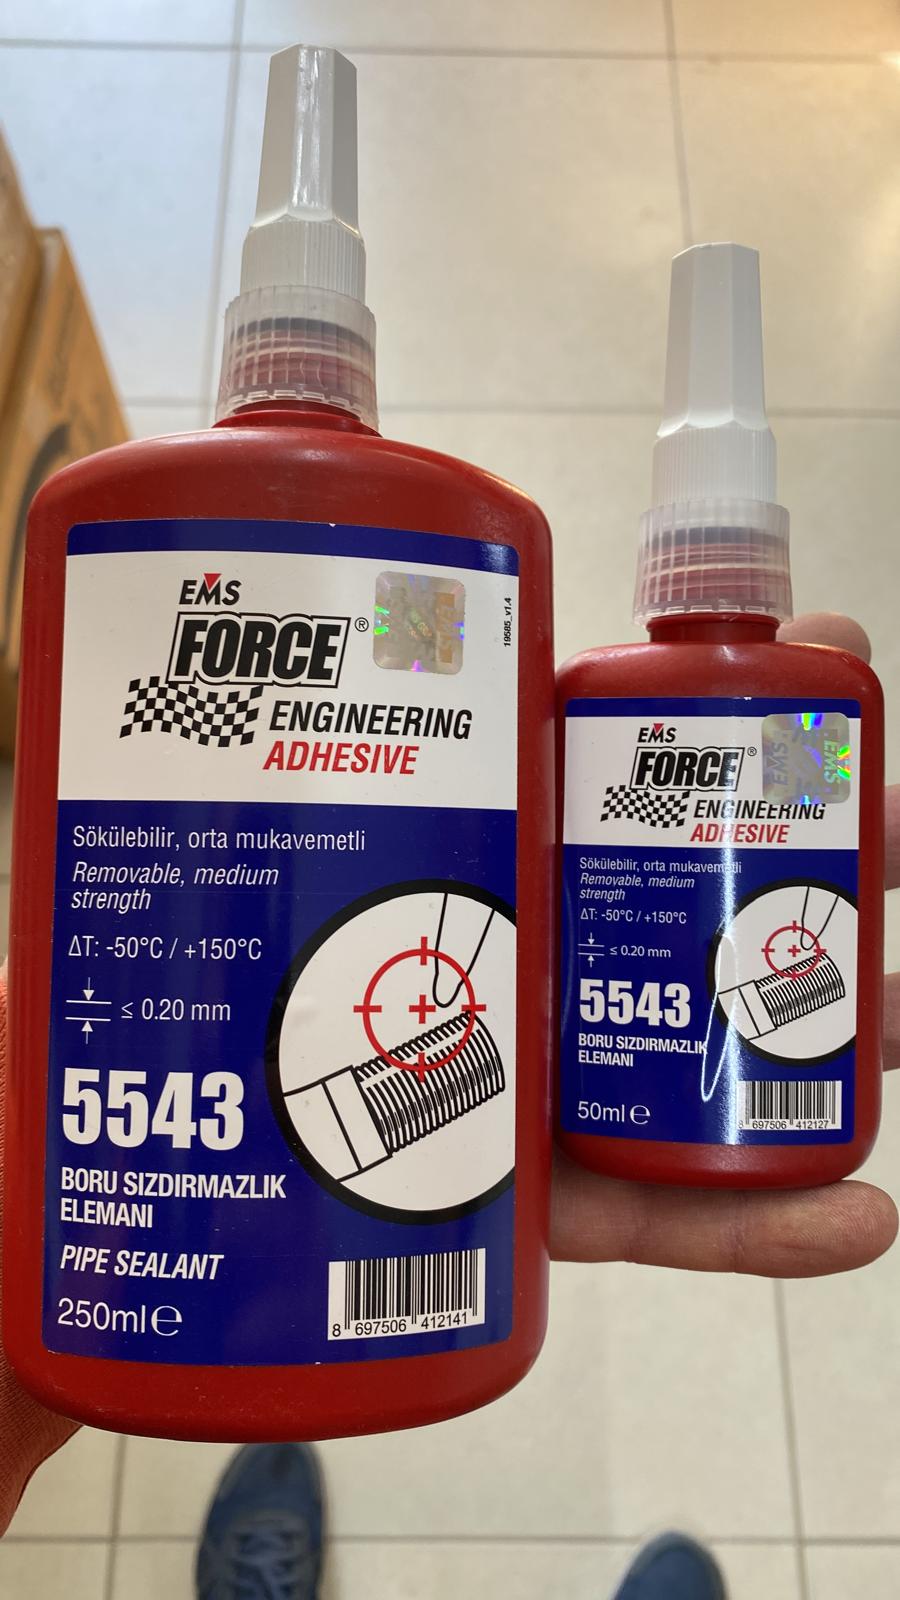 EMS
FORCE®
ENGINEERING
ADHESIVE
19585_v1.4
Sökülebilir, orta mukavemetli
Removable, medium
strength
ΔT: -50°C / +150°C
≤ 0.20 mm
5543
BORU SIZDIRMAZLIK
ELEMANI
PIPE SEALANT
250ml ℮
8 697506 412141
EMS
FORCE®
EMS
EMS
ENGINEERING
ADHESIVE
Sökülebilir, orta mukavemetli
Removable, medium
strength
ΔT: -50°C / +150°C
≤ 0.20 mm
5543
BORU SIZDIRMAZLIK
ELEMANI
50ml ℮
8 697506 412127